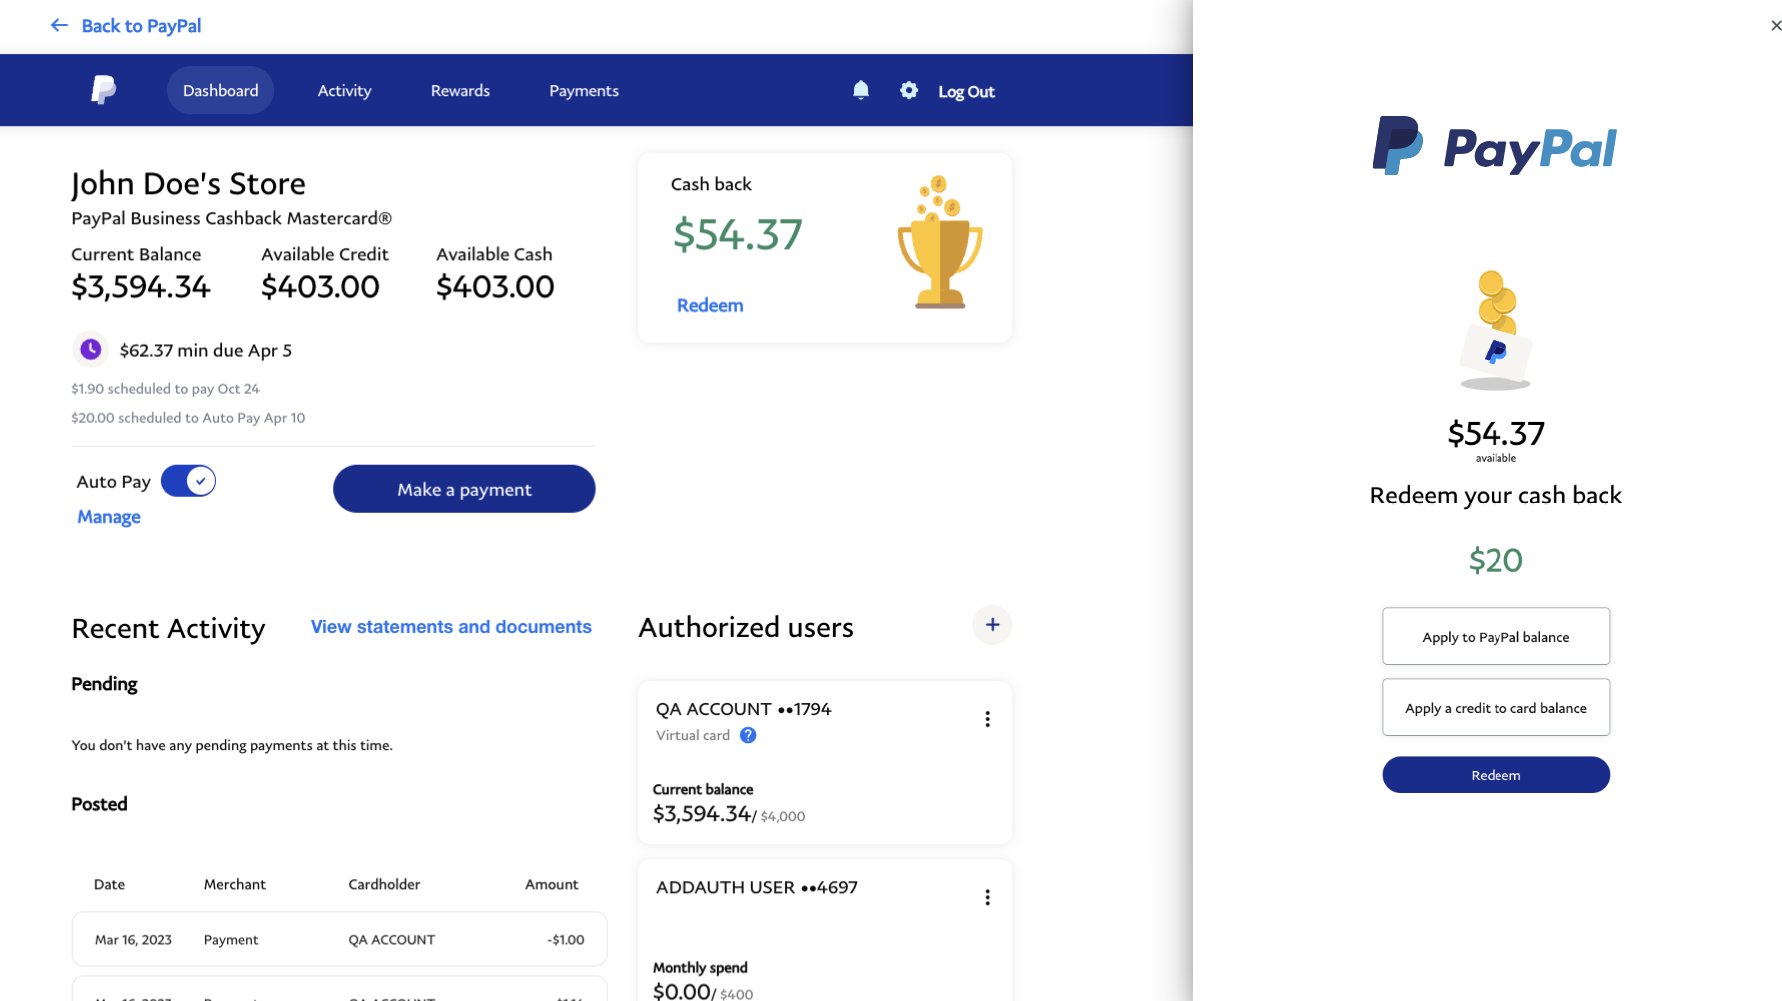 Back to PayPal
Dashboard
Activity
Rewards
Payments
Log Out
John Doe's Store
PayPal Business Cashback Mastercard®
Current Balance
Available Credit
Available Cash
$3,594.34
$403.00
$403.00
$62.37 min due Apr 5
$1.90 scheduled to pay Oct 24
$20.00 scheduled to Auto Pay Apr 10
Auto Pay
Manage
Make a payment
Cash back
$54.37
Redeem
Recent Activity
View statements and documents
Pending
You don't have any pending payments at this time.
Posted
Date
Merchant
Cardholder
Amount
Mar 16, 2023
Payment
QA ACCOUNT
-$1.00
Authorized users
QA ACCOUNT ••1794
Virtual card
?
Current balance
$3,594.34/ $4,000
ADDAUTH USER ••4697
Monthly spend
$0.00/ $400
PayPal
$54.37
available
Redeem your cash back
$20
Apply to PayPal balance
Apply a credit to card balance
Redeem